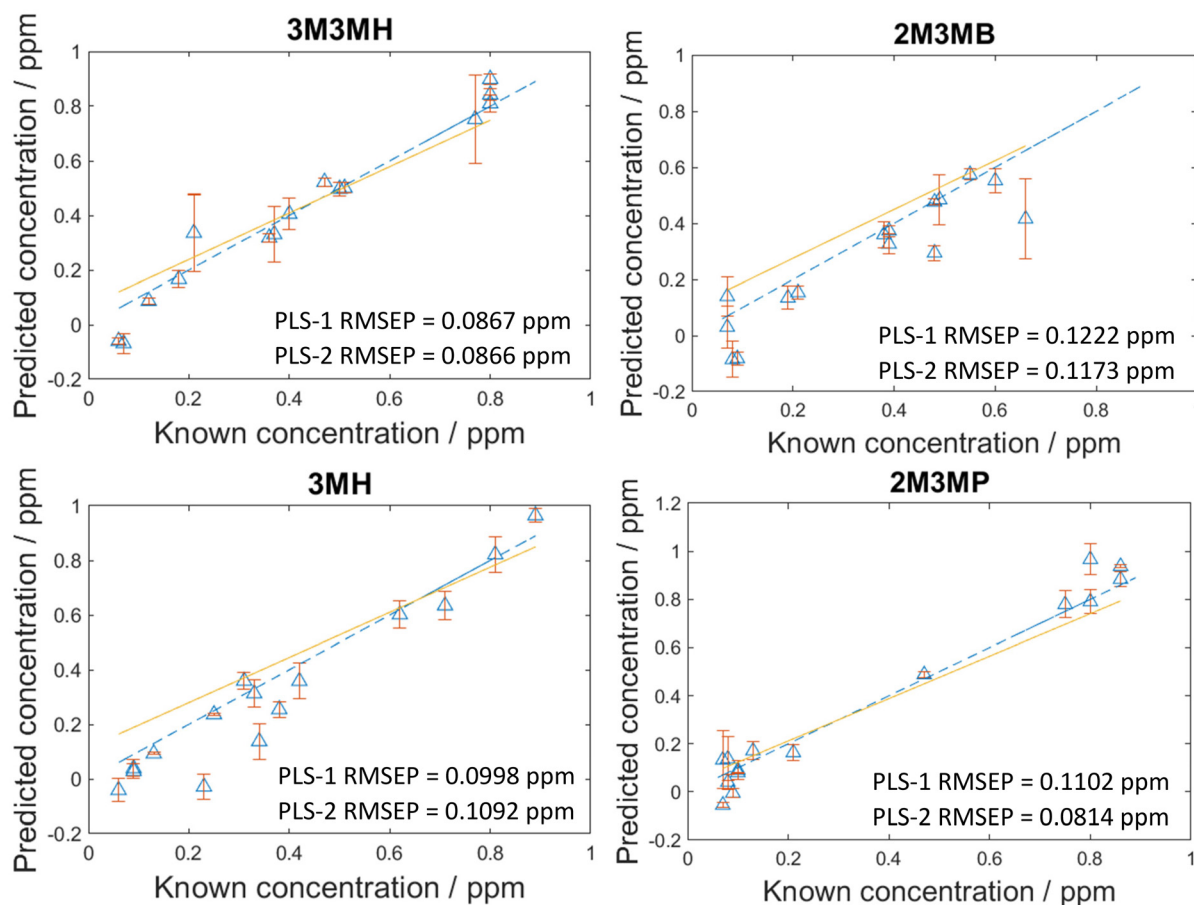 3M3MH
Predicted concentration / ppm
1
0.8
0.6
0.4
0.2
0
-0.2
PLS-1 RMSEP = 0.0867 ppm
PLS-2 RMSEP = 0.0866 ppm
0 0.2 0.4 0.6 0.8 1
Known concentration / ppm
2M3MB
Predicted concentration / ppm
1
0.8
0.6
0.4
0.2
0
-0.2
PLS-1 RMSEP = 0.1222 ppm
PLS-2 RMSEP = 0.1173 ppm
0 0.2 0.4 0.6 0.8
Known concentration / ppm
3MH
Predicted concentration / ppm
1
0.8
0.6
0.4
0.2
0
-0.2
PLS-1 RMSEP = 0.0998 ppm
PLS-2 RMSEP = 0.1092 ppm
0 0.2 0.4 0.6 0.8 1
Known concentration / ppm
2M3MP
Predicted concentration / ppm
1.2
1
0.8
0.6
0.4
0.2
0
-0.2
PLS-1 RMSEP = 0.1102 ppm
PLS-2 RMSEP = 0.0814 ppm
0 0.2 0.4 0.6 0.8
Known concentration / ppm